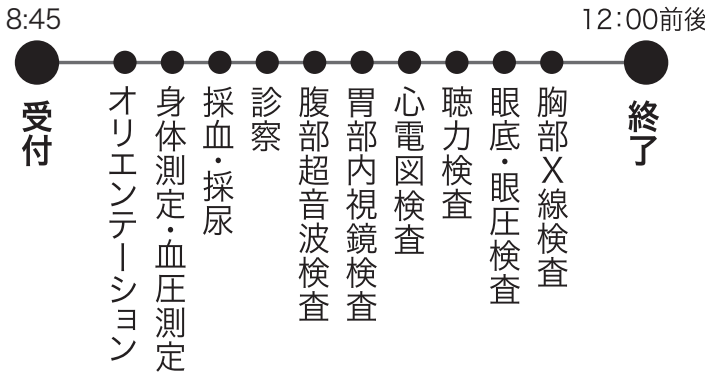 8:45
12:00前後
受付
オリエンテーション
身体測定・血圧測定
採血・採尿
診察
腹部超音波検査
胃部内視鏡検査
心電図検査
聴力検査
眼底・眼圧検査
胸部X線検査
終了